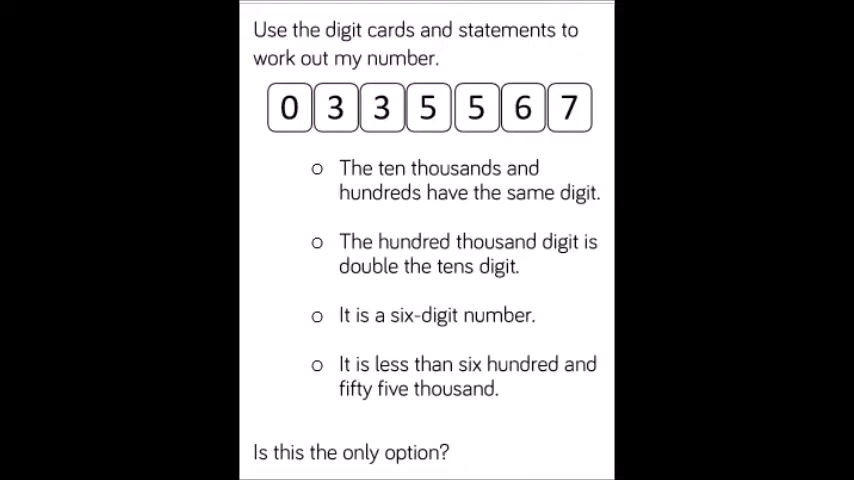 Use the digit cards and statements to
work out my number.
0 3 3 5 5 6 7
The ten thousands and
hundreds have the same digit.
The hundred thousand digit is
double the tens digit.
It is a six-digit number.
It is less than six hundred and
fifty five thousand.
Is this the only option?